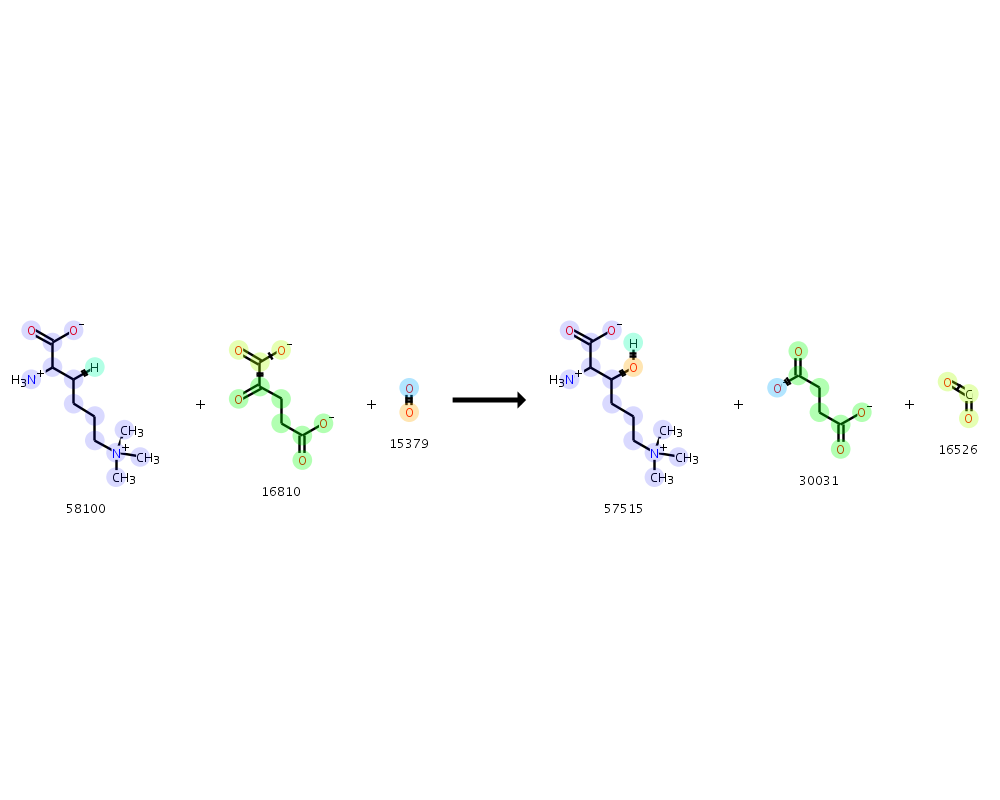 O O⁻
H₃N⁺ H
CH₃
N⁺ CH₃
CH₃
58100
+
O O⁻
O
O⁻
O
16810
+
O
O
15379
H
O O⁻
H₃N⁺ O
CH₃
N⁺ CH₃
CH₃
57515
+
O
O
O⁻
O
30031
+
O
C
O
16526